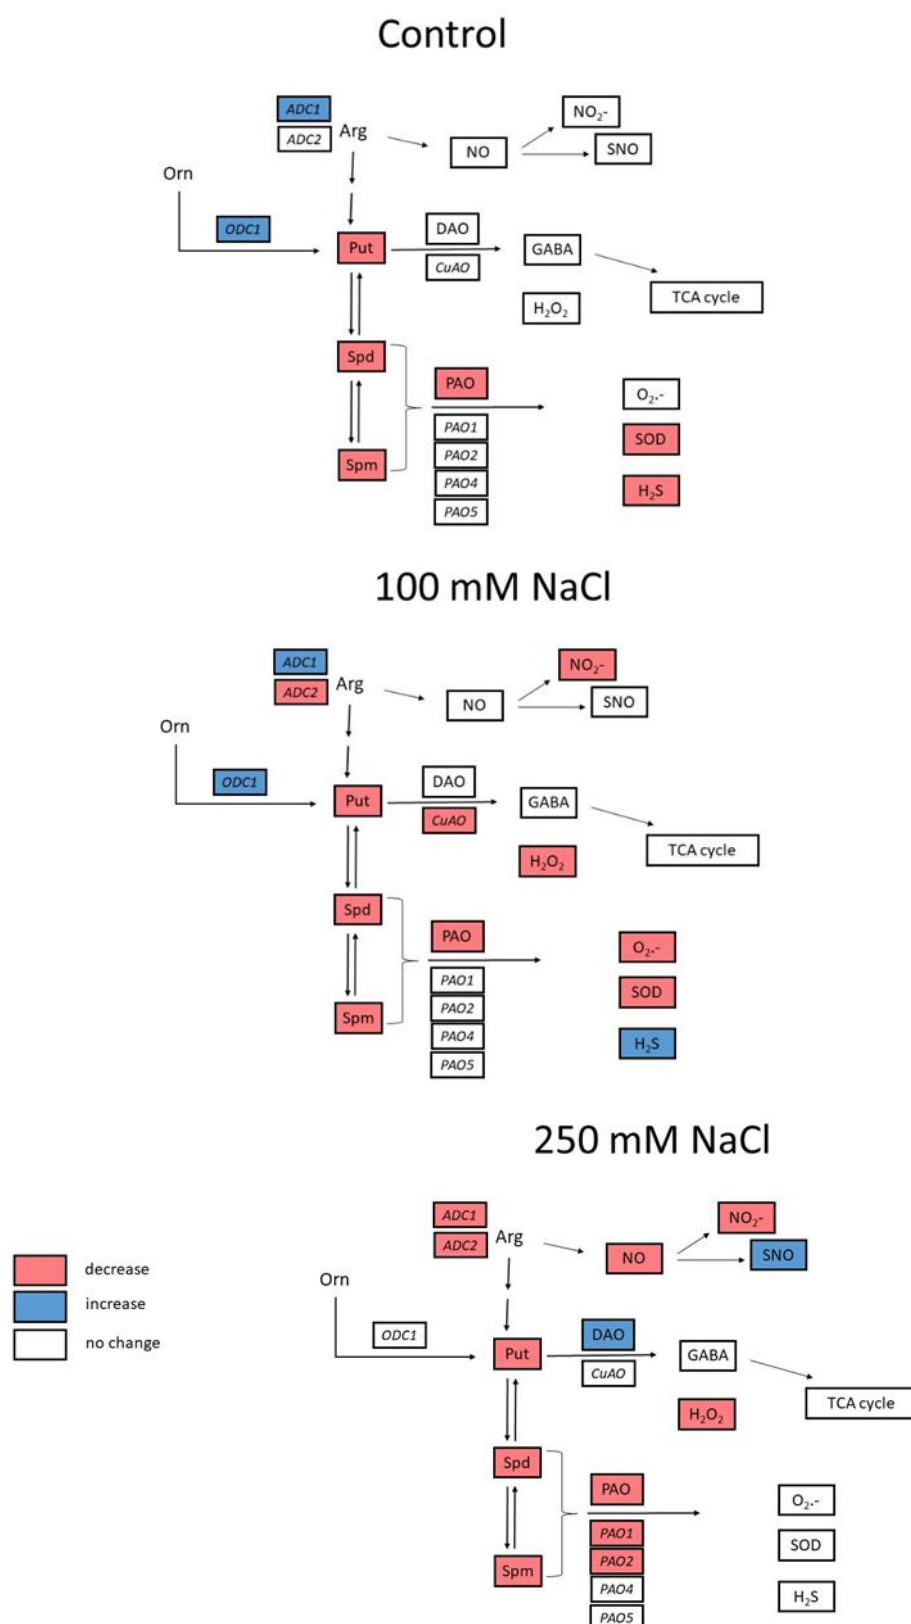 Control
ADC1
ADC2
Arg
NO
NO₂-
SNO
Orn
ODC1
Put
DAO
CuAO
GABA
H₂O₂
TCA cycle
Spd
Spm
PAO
PAO1
PAO2
PAO4
PAO5
O₂.-
SOD
H₂S
100 mM NaCl
ADC1
ADC2
Arg
NO
NO₂-
SNO
Orn
ODC1
Put
DAO
CuAO
GABA
H₂O₂
TCA cycle
Spd
Spm
PAO
PAO1
PAO2
PAO4
PAO5
O₂.-
SOD
H₂S
250 mM NaCl
decrease
increase
no change
ADC1
ADC2
Arg
NO
NO₂-
SNO
Orn
ODC1
Put
DAO
CuAO
GABA
H₂O₂
TCA cycle
Spd
Spm
PAO
PAO1
PAO2
PAO4
PAO5
O₂.-
SOD
H₂S